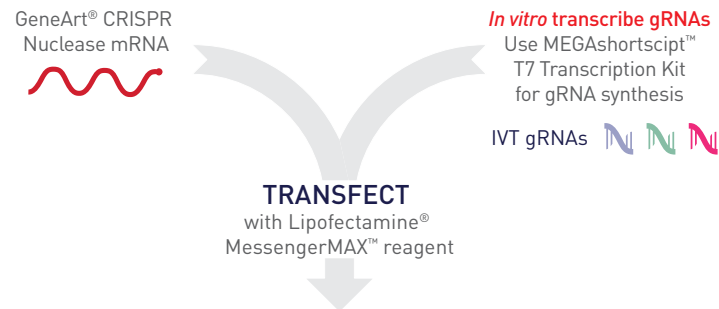 GeneArt® CRISPR
Nuclease mRNA
In vitro transcribe gRNAs
Use MEGAshortscipt™
T7 Transcription Kit
for gRNA synthesis
IVT gRNAs
TRANSFECT
with Lipofectamine®
MessengerMAX™ reagent